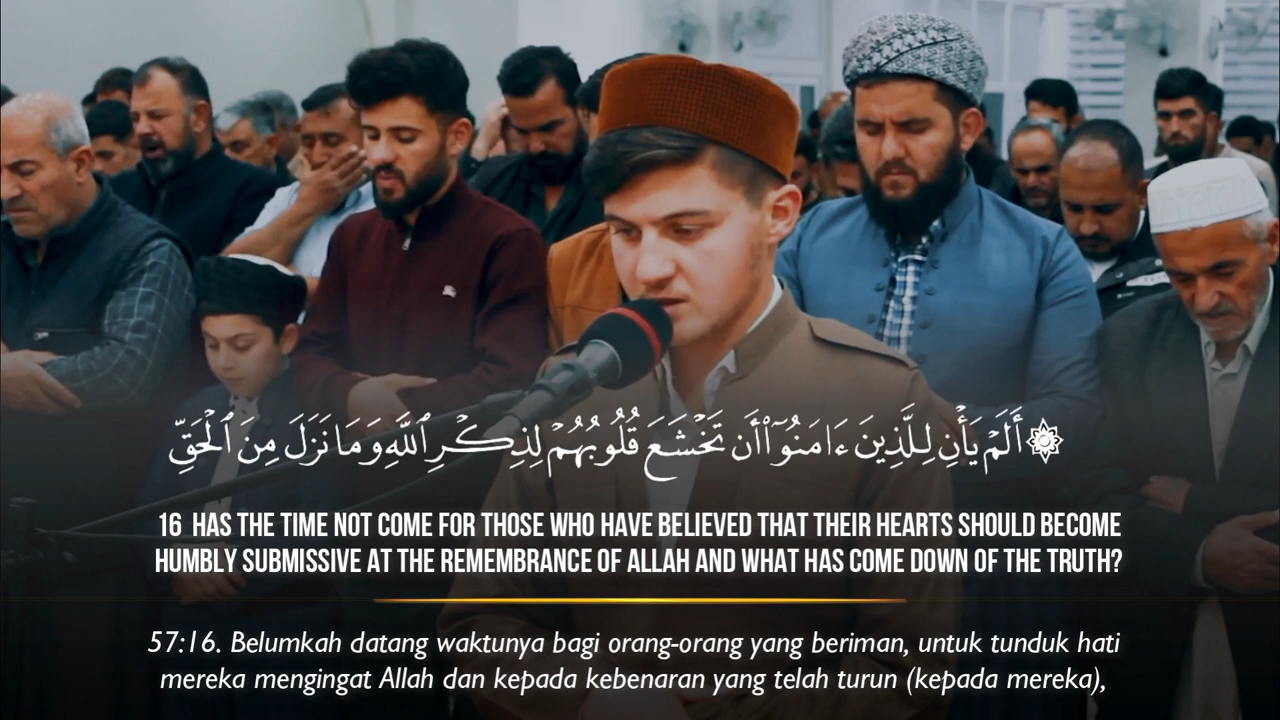 ۞ أَلَمْ يَأْنِ لِلَّذِينَ ءَامَنُوٓا۟ أَن تَخْشَعَ قُلُوبُهُمْ لِذِكْرِ ٱللَّهِ وَمَا نَزَلَ مِنَ ٱلْحَقِّ
16 HAS THE TIME NOT COME FOR THOSE WHO HAVE BELIEVED THAT THEIR HEARTS SHOULD BECOME
HUMBLY SUBMISSIVE AT THE REMEMBRANCE OF ALLAH AND WHAT HAS COME DOWN OF THE TRUTH?
57:16. Belumkah datang waktunya bagi orang-orang yang beriman, untuk tunduk hati
mereka mengingat Allah dan kepada kebenaran yang telah turun (kepada mereka),